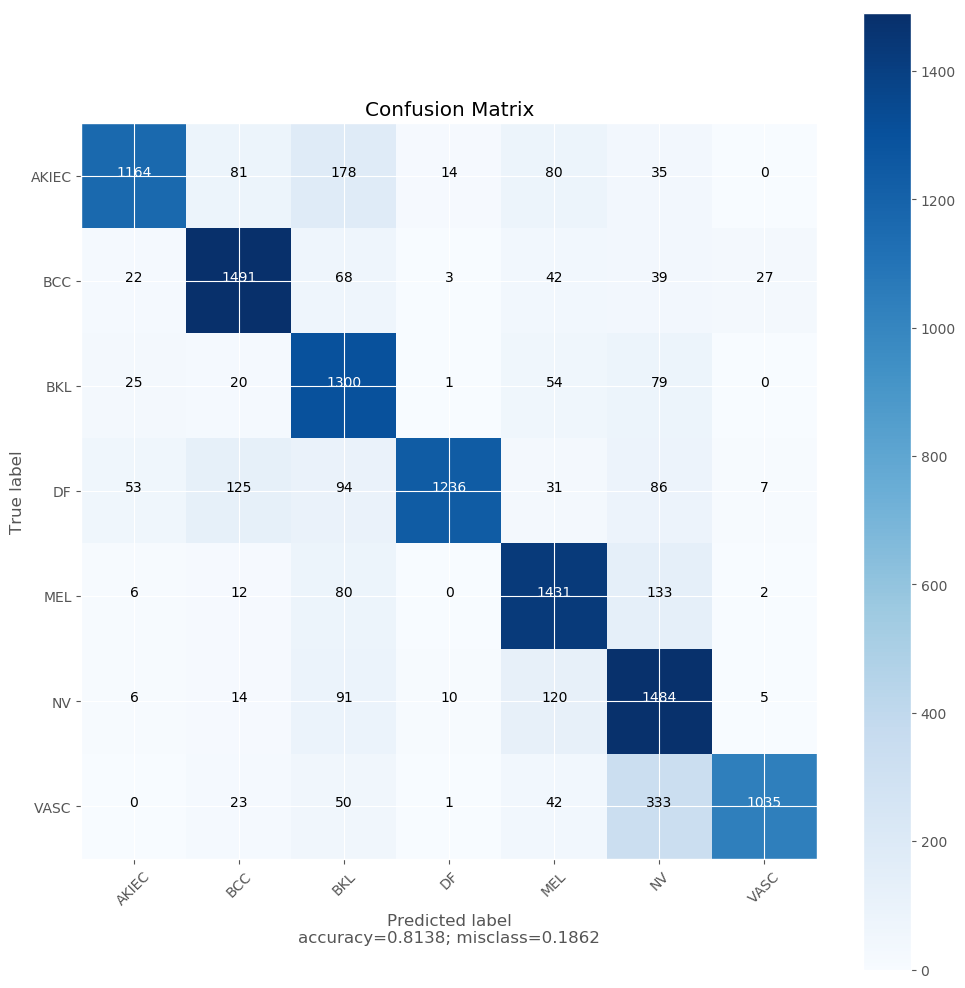 Confusion Matrix
AKIEC 1164 81 178 14 80 35 0
BCC 22 1491 68 3 42 39 27
BKL 25 20 1300 1 54 79 0
DF 53 125 94 1236 31 86 7
MEL 6 12 80 0 1431 133 2
NV 6 14 91 10 120 1484 5
VASC 0 23 50 1 42 333 1035
True label
AKIEC BCC BKL DF MEL NV VASC
Predicted label
accuracy=0.8138; misclass=0.1862
1400
1200
1000
800
600
400
200
0